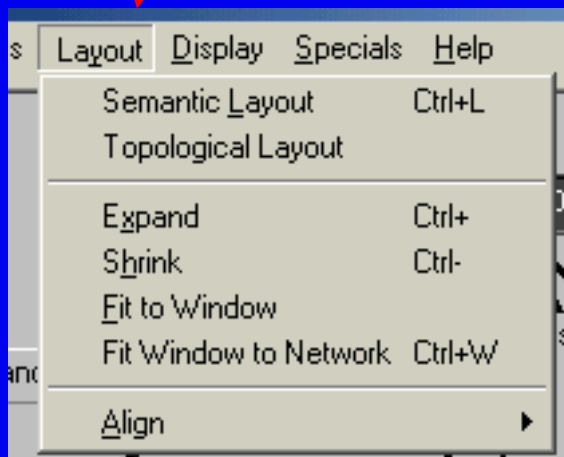 s Layout Display Specials Help
Semantic Layout Ctrl+L
Topological Layout
Expand Ctrl+
Shrink Ctrl-
Fit to Window
Fit Window to Network Ctrl+W
Align